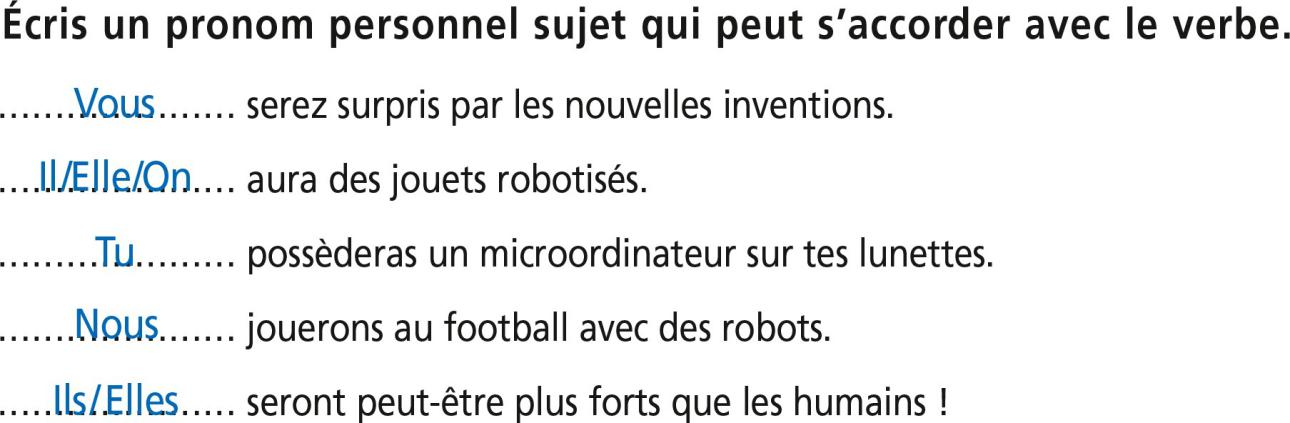 Écris un pronom personnel sujet qui peut s’accorder avec le verbe.
......Vous....... serez surpris par les nouvelles inventions.
...Il/Elle/On.... aura des jouets robotisés.
.........Tu......... possèderas un microordinateur sur tes lunettes.
......Nous....... jouerons au football avec des robots.
....Ils/Elles..... seront peut-être plus forts que les humains !